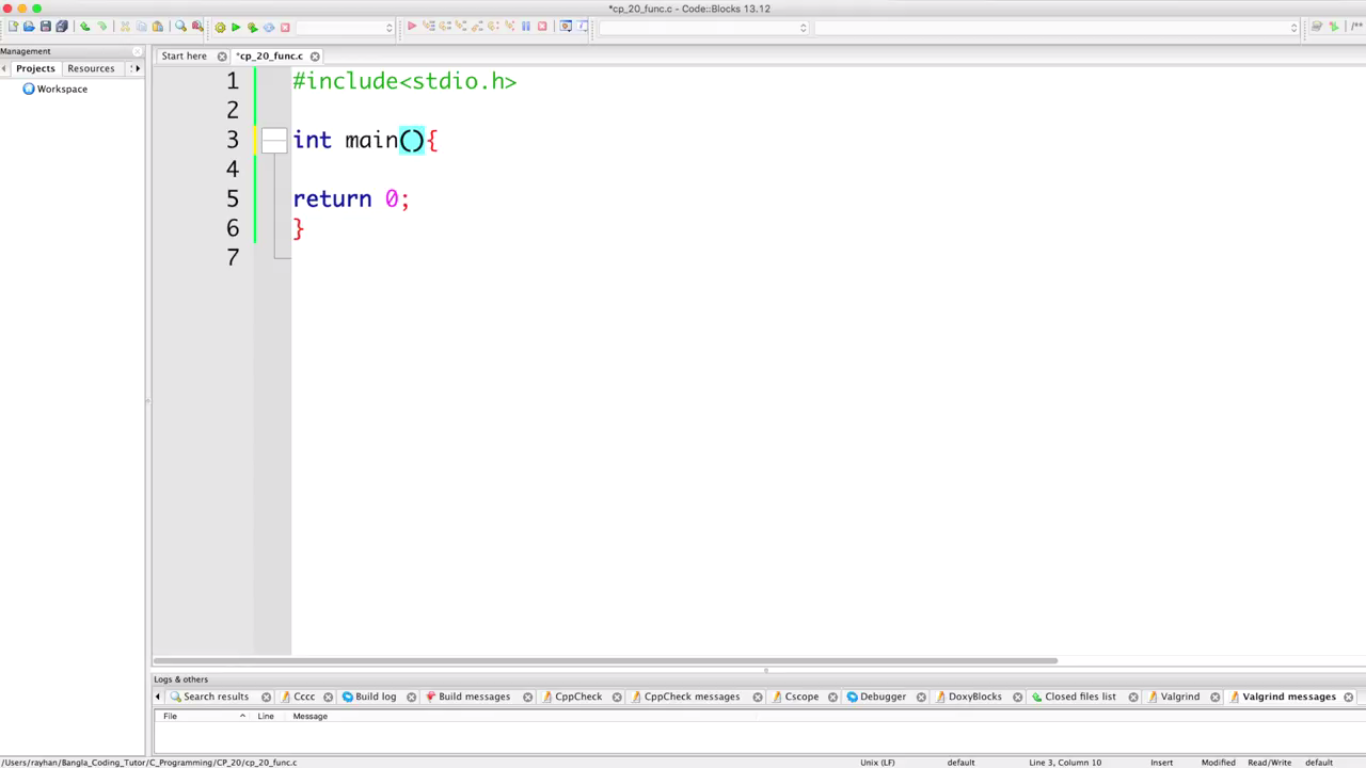 *cp_20_func.c - Code::Blocks 13.12
/**
Management
Projects Resources
Workspace
Start here *cp_20_func.c
1 #include<stdio.h>
2
3 int main(){
4
5 return 0;
6 }
7
Logs & others
Search results Cccc Build log Build messages CppCheck CppCheck messages Cscope Debugger DoxyBlocks Closed files list Valgrind Valgrind messages
File Line Message
/Users/rayhan/Bangla_Coding_Tutor/C_Programming/CP_20/cp_20_func.c Unix (LF) default Line 3, Column 10 Insert Modified Read/Write default